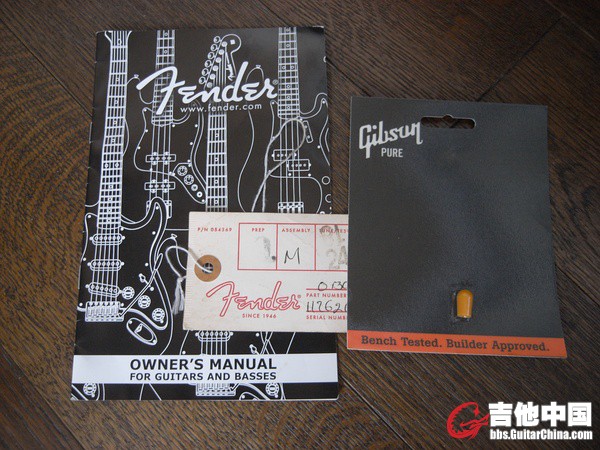 Fender®
www.fender.com
P/N 064349
PREP
ASSEMBLY
M
Fender®
SINCE 1946
PART NUMBER
SERIAL NUMBER
OWNER'S MANUAL
FOR GUITARS AND BASSES
Gibson
PURE
Bench Tested. Builder Approved.
吉他中国
bbs.GuitarChina.com